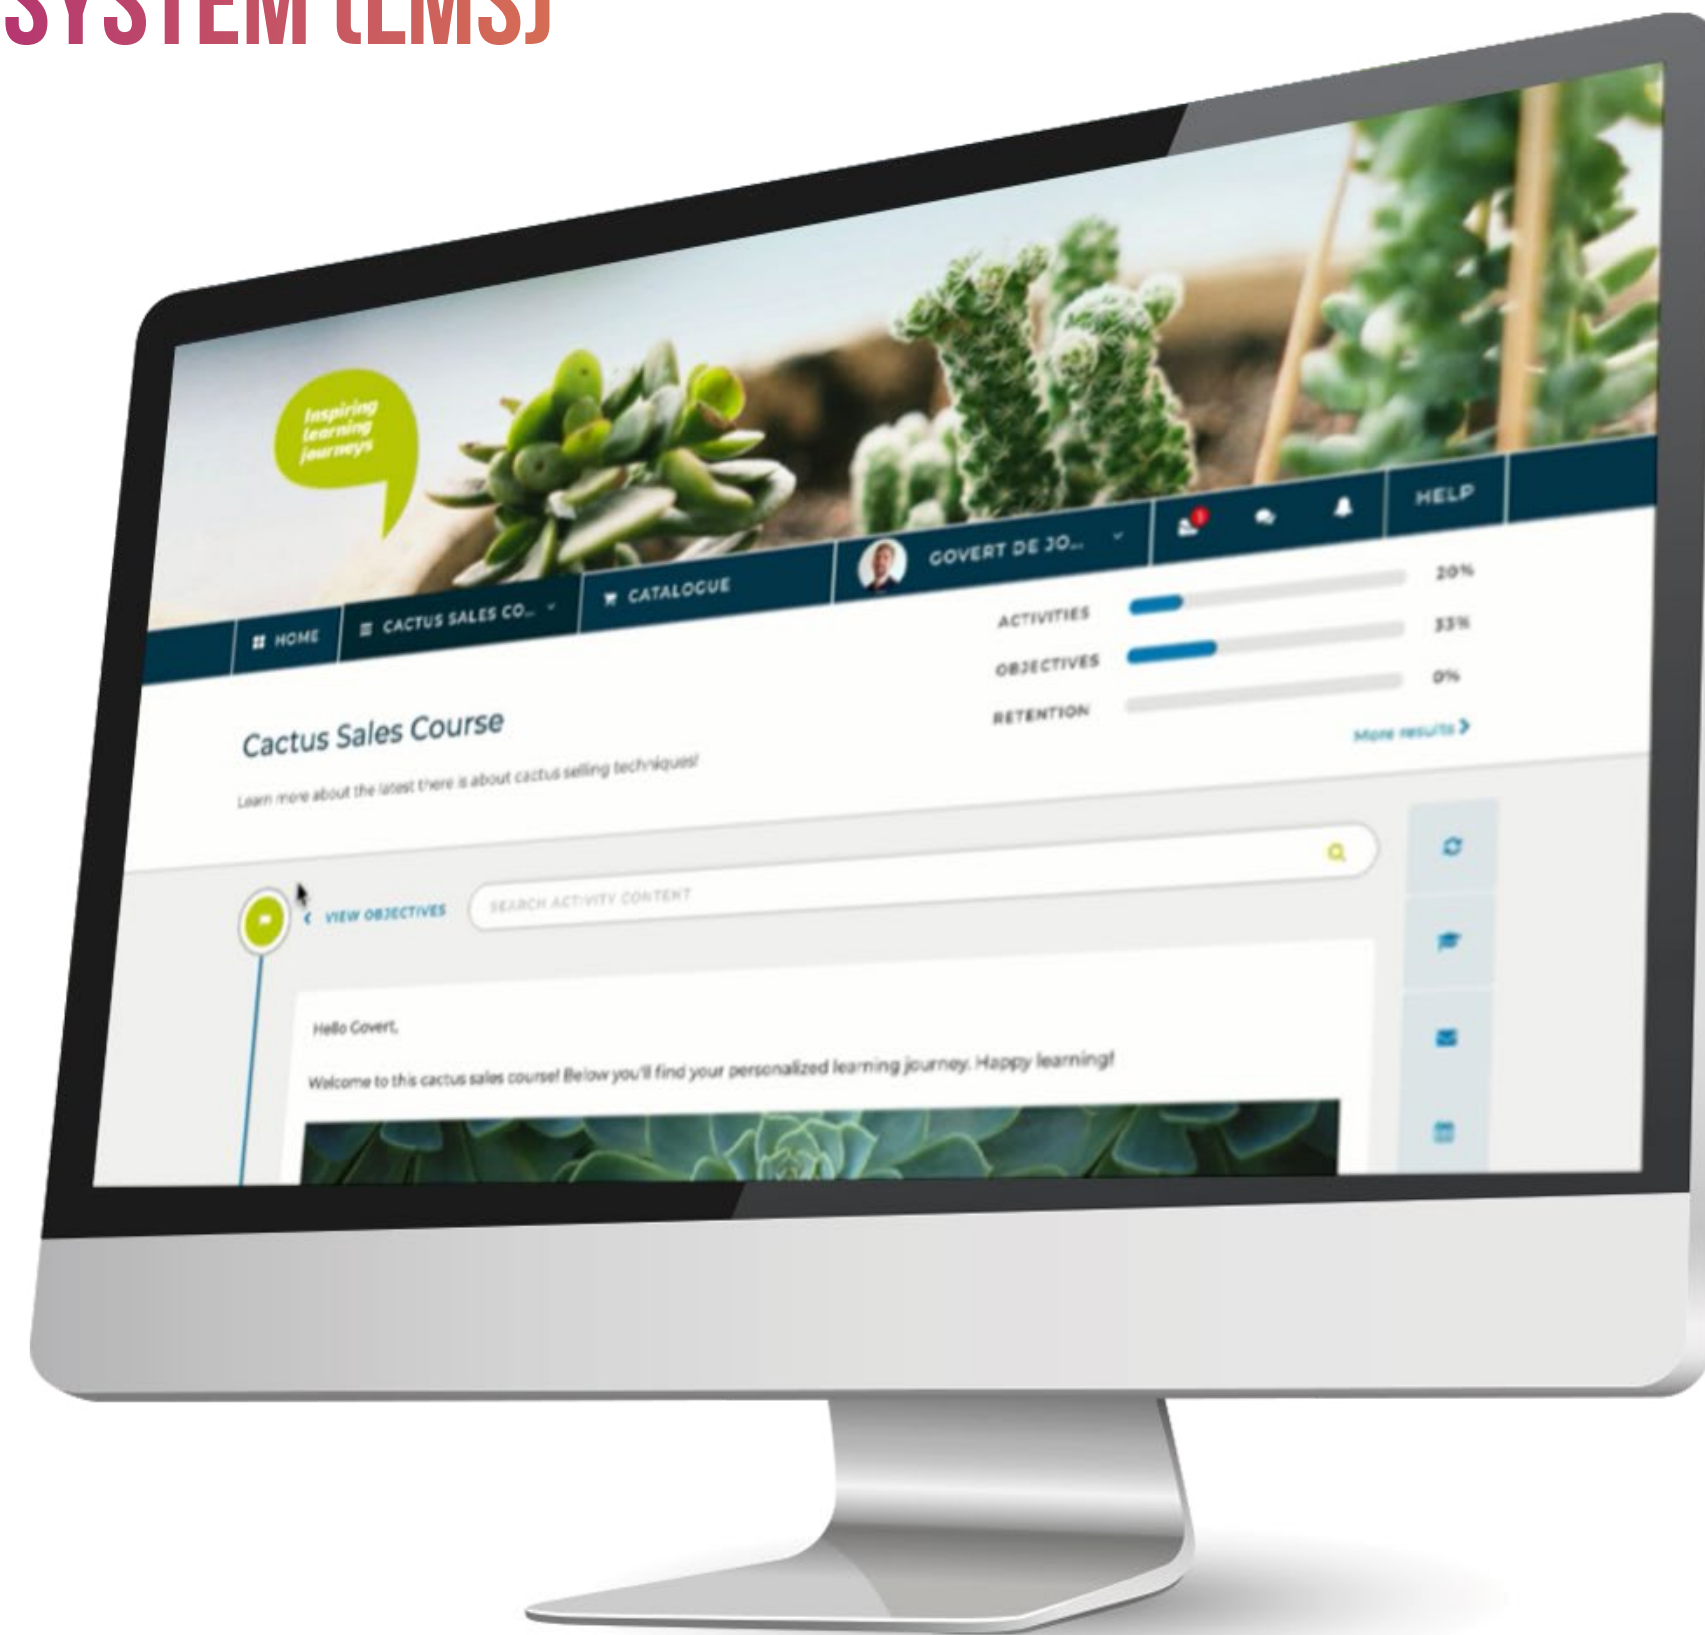 SYSTEM (LMS)
Inspiring
learning
journeys
HOME
CACTUS SALES CO...
CATALOGUE
GOVERT DE JO...
HELP
ACTIVITIES 20%
OBJECTIVES 33%
RETENTION 0%
More results
Cactus Sales Course
Learn more about the latest there is about cactus selling techniques!
VIEW OBJECTIVES
SEARCH ACTIVITY CONTENT
Hello Govert,
Welcome to this cactus sales course! Below you'll find your personalized learning journey. Happy learning!